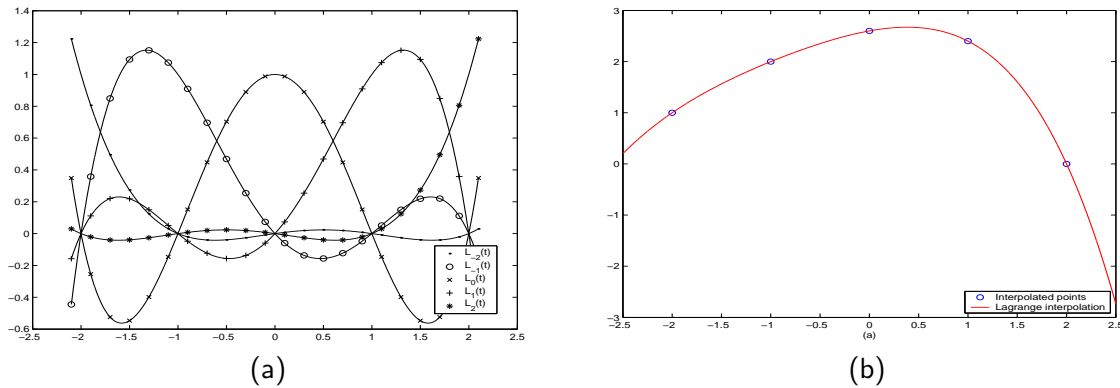 1.4
1.2
1
0.8
0.6
0.4
0.2
0
−0.2
−0.4
−0.6
−2.5 −2 −1.5 −1 −0.5 0 0.5 1 1.5 2 2.5
L_−2(t)
L_−1(t)
L_0(t)
L_1(t)
L_2(t)
(a)
3
2
1
0
−1
−2
−3
−2.5 −2 −1.5 −1 −0.5 0 0.5 1 1.5 2 2.5
(a)
Interpolated points
Lagrange interpolation
(b)